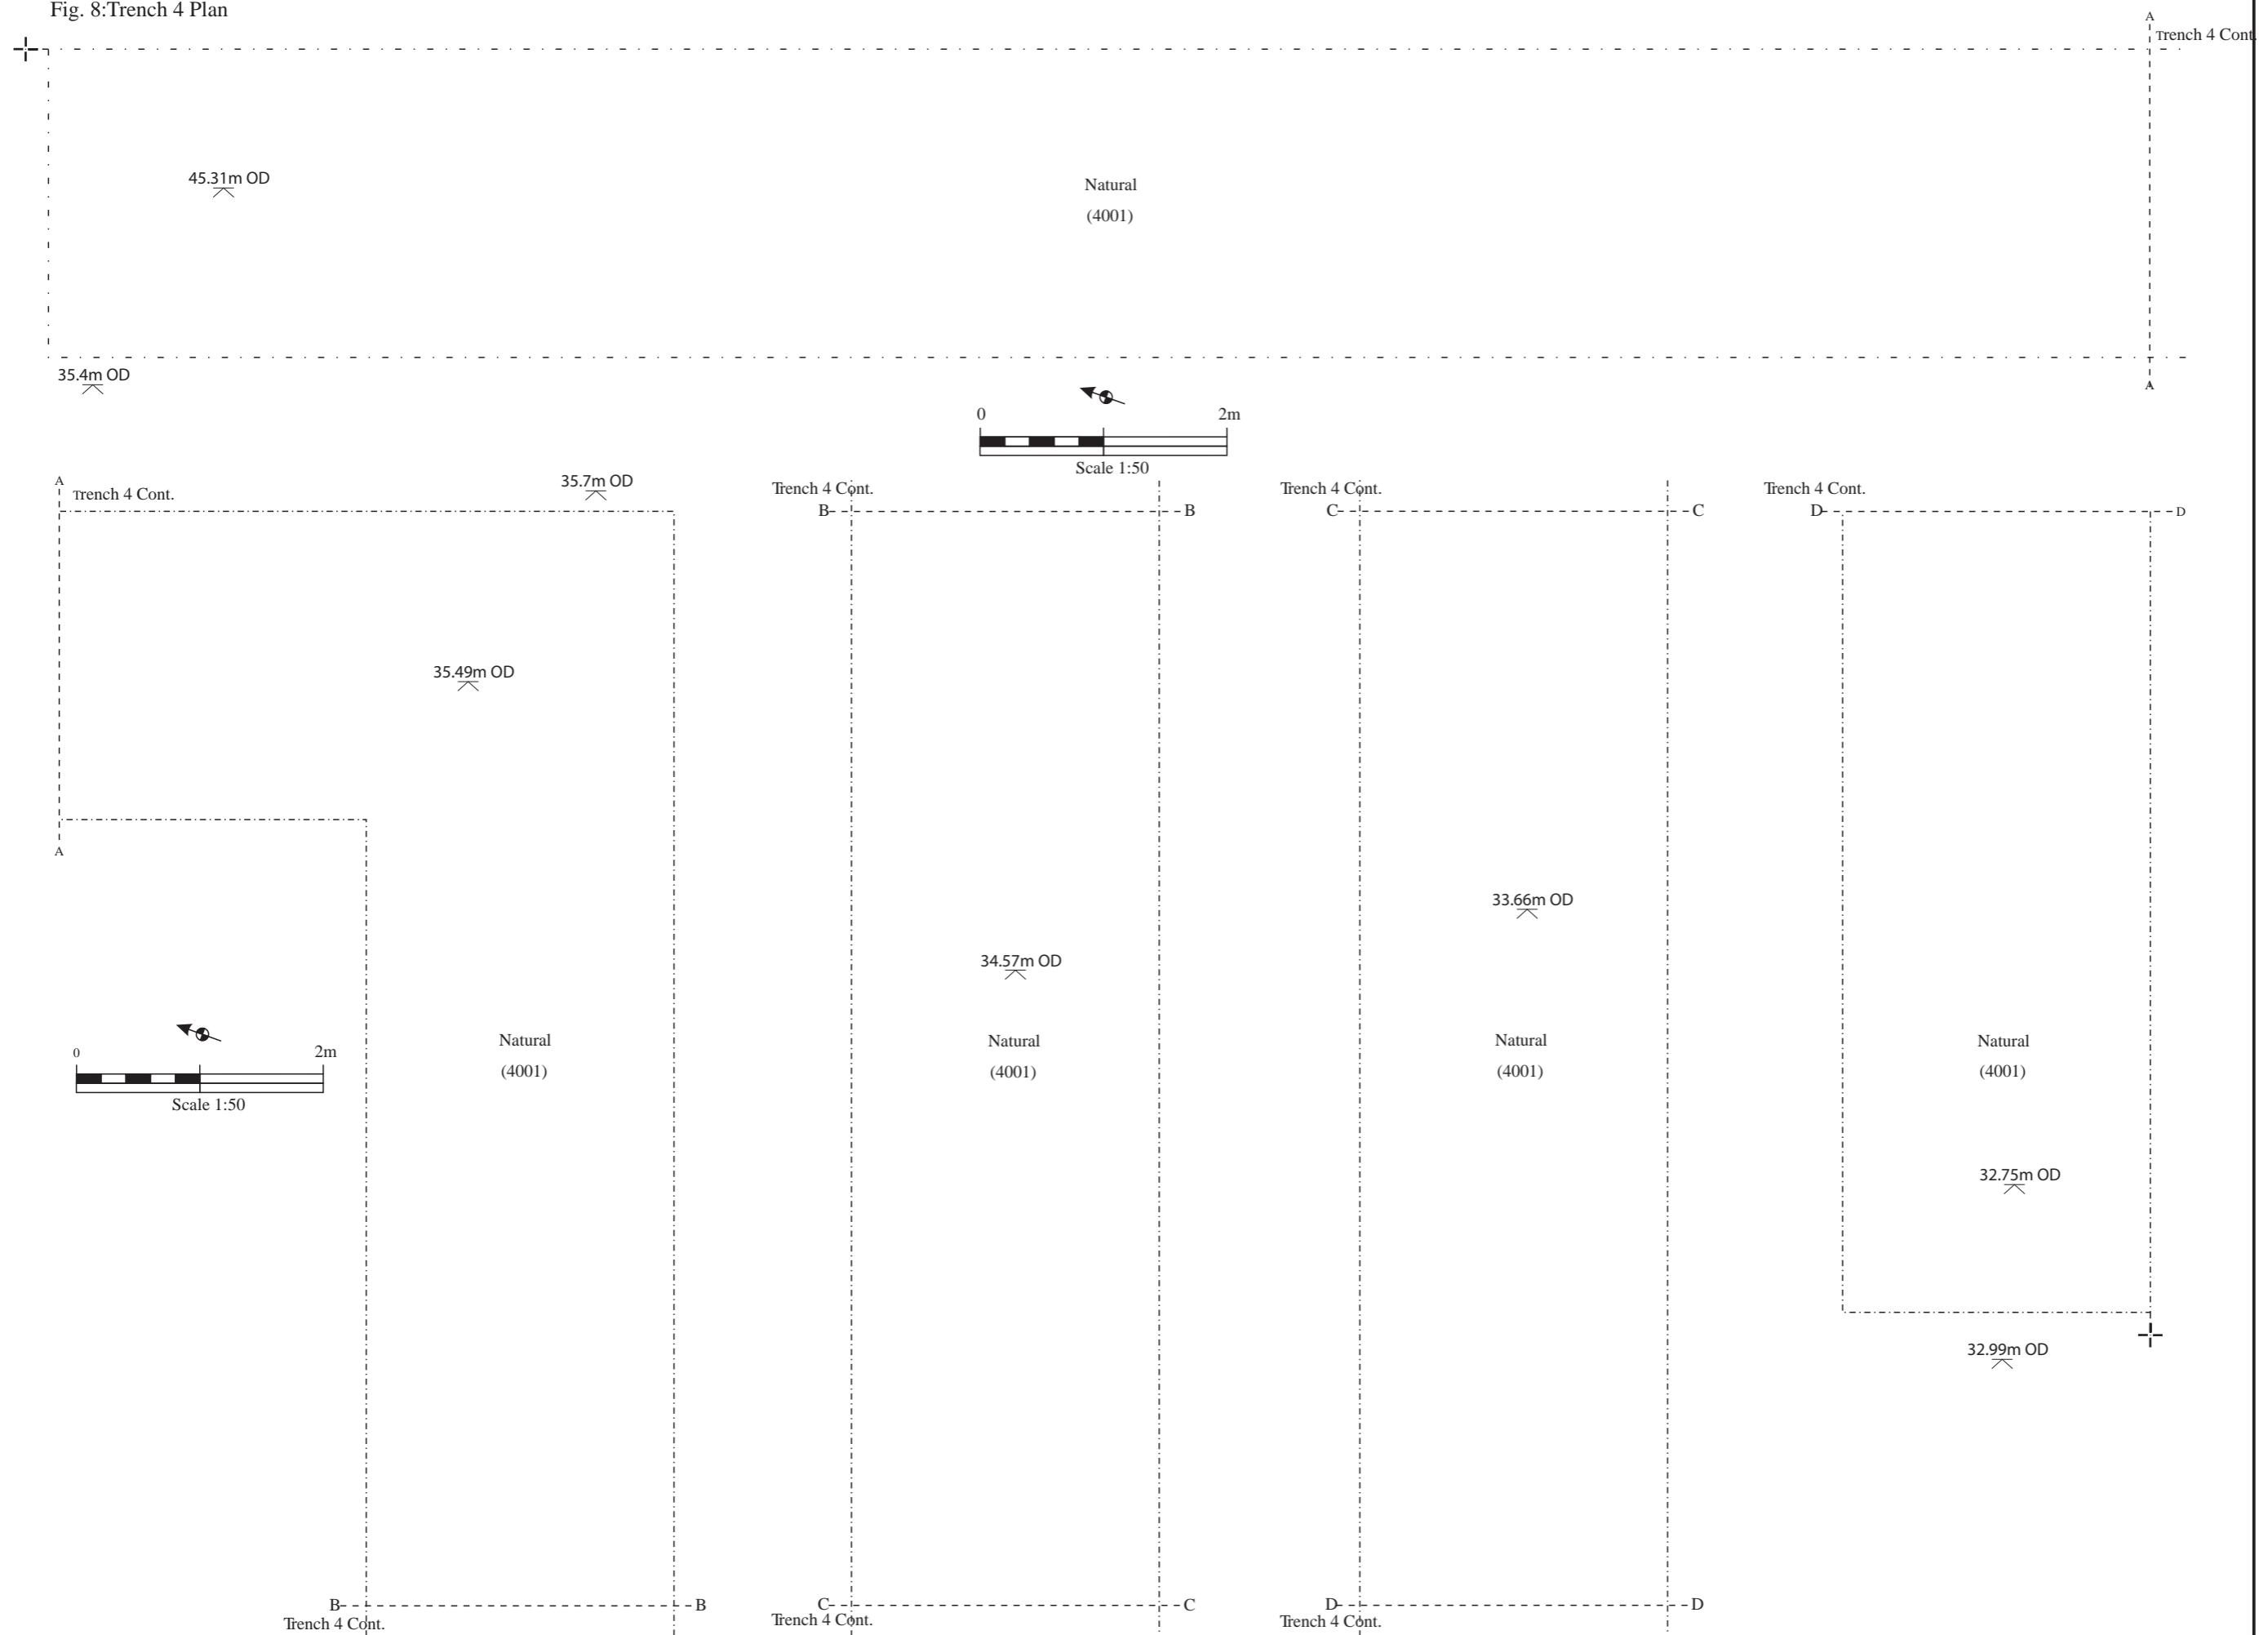 Fig. 8:Trench 4 Plan
A
Trench 4 Cont.
45.31m OD
Natural
(4001)
35.4m OD
A
0 2m
Scale 1:50
A
Trench 4 Cont.
35.7m OD
35.49m OD
A
0 2m
Scale 1:50
Natural
(4001)
B B
Trench 4 Cont.
Trench 4 Cont.
B B
34.57m OD
Natural
(4001)
C C
Trench 4 Cont.
Trench 4 Cont.
C C
33.66m OD
Natural
(4001)
D D
Trench 4 Cont.
Trench 4 Cont.
D D
Natural
(4001)
32.75m OD
32.99m OD